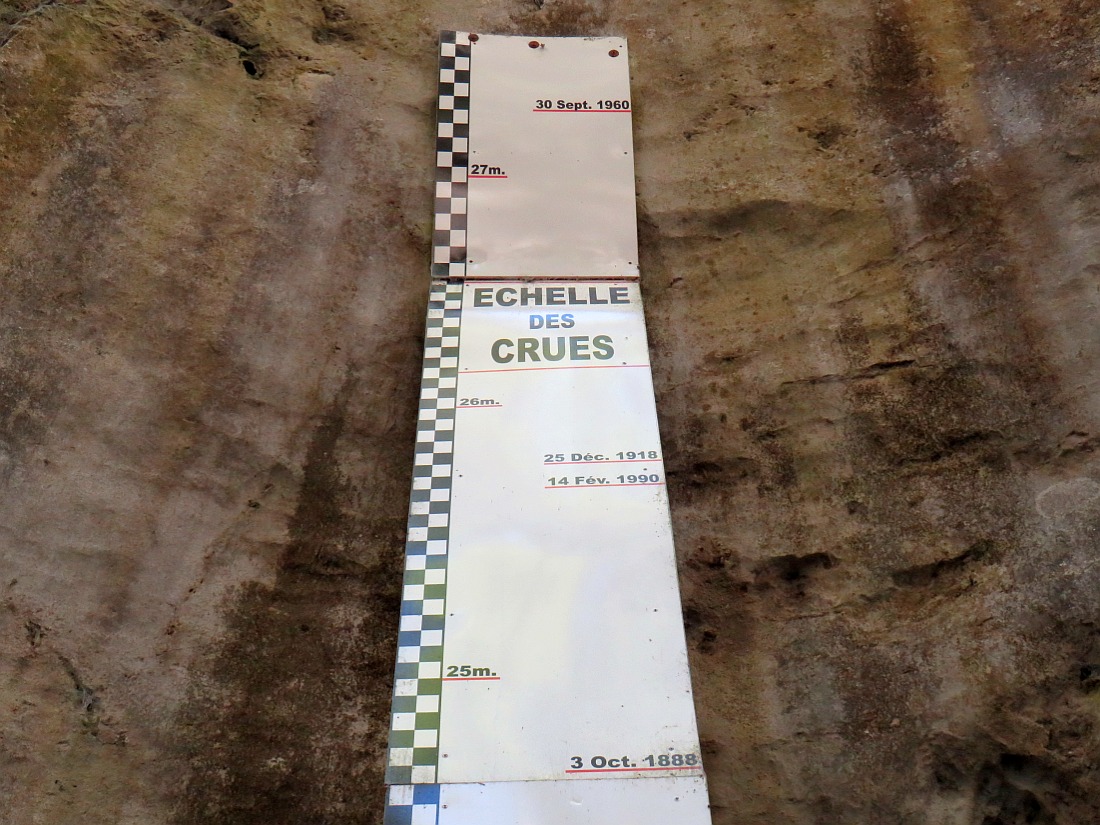 30 Sept. 1960
27m.
ECHELLE
DES
CRUES
26m.
25 Déc. 1918
14 Fév. 1990
25m.
3 Oct. 1888